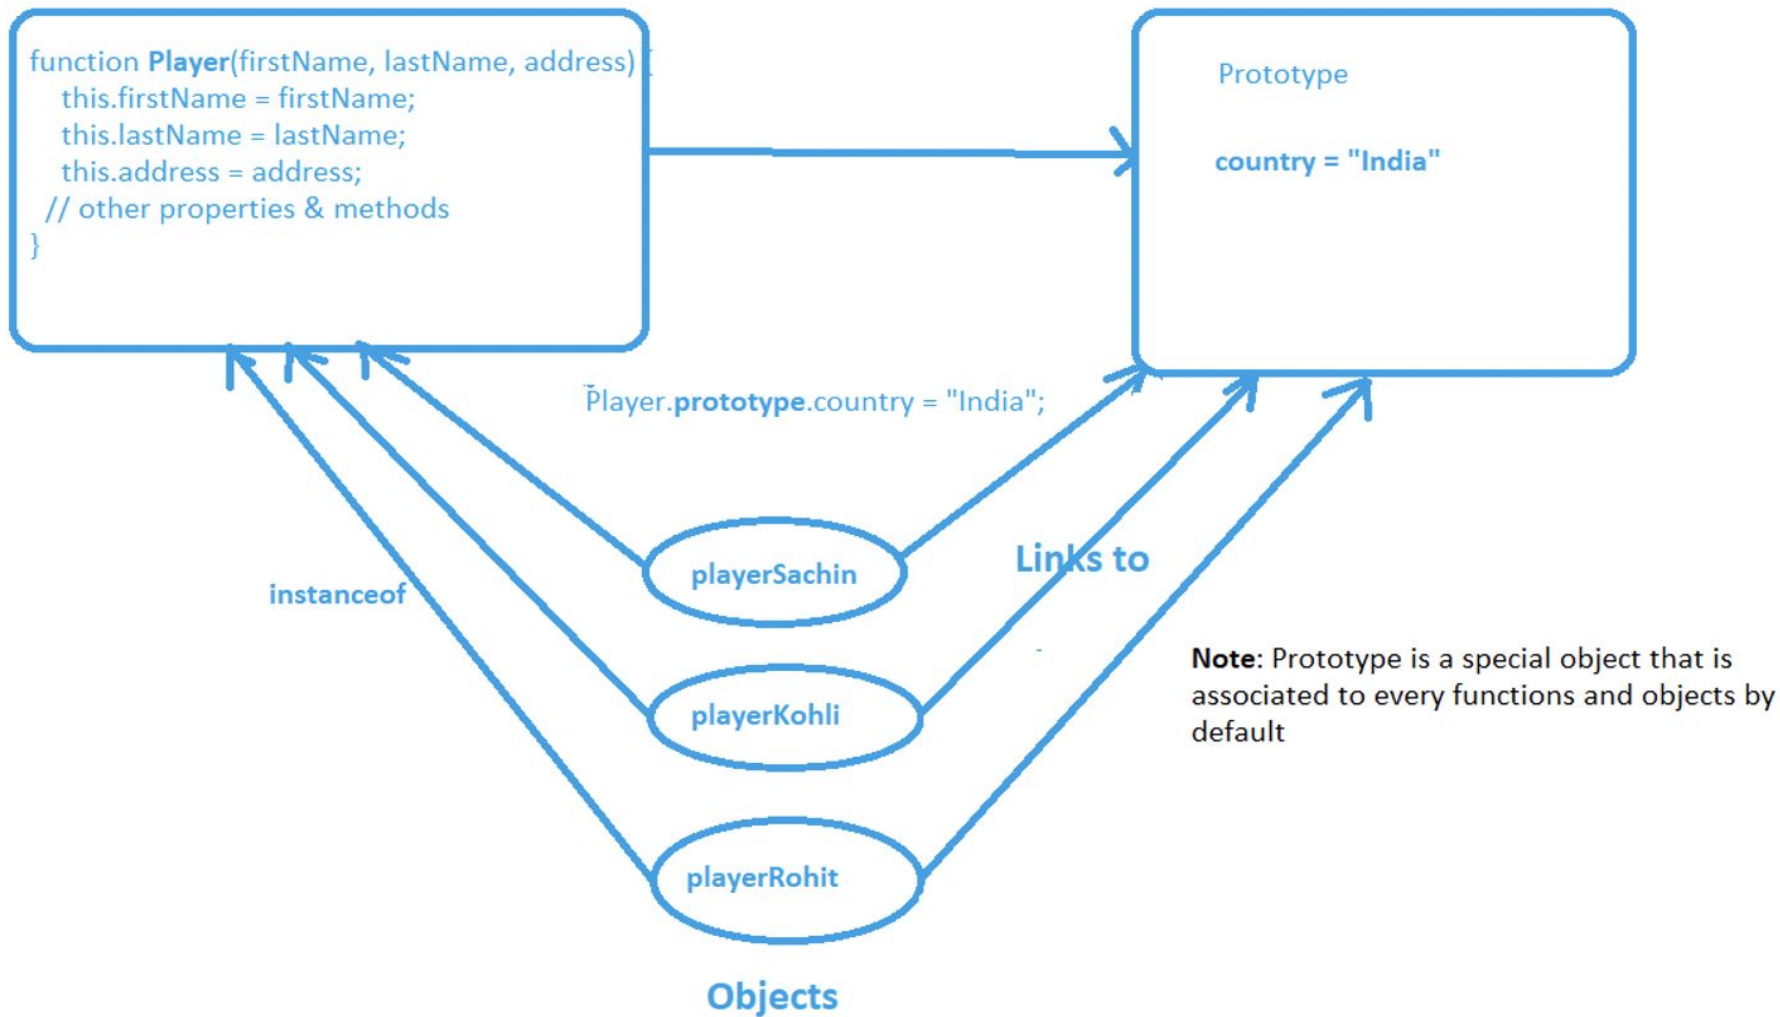 function Player(firstName, lastName, address) {
this.firstName = firstName;
this.lastName = lastName;
this.address = address;
// other properties & methods
}
Prototype
country = "India"
Player.prototype.country = "India";
playerSachin
Links to
instanceof
playerKohli
Note: Prototype is a special object that is
associated to every functions and objects by
default
playerRohit
Objects